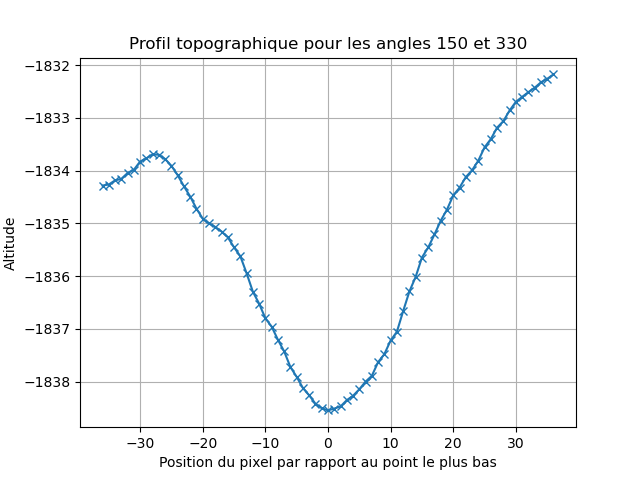 Profil topographique pour les angles 150 et 330
−1832
−1833
−1834
−1835
−1836
−1837
−1838
Altitude
−30 −20 −10 0 10 20 30
Position du pixel par rapport au point le plus bas